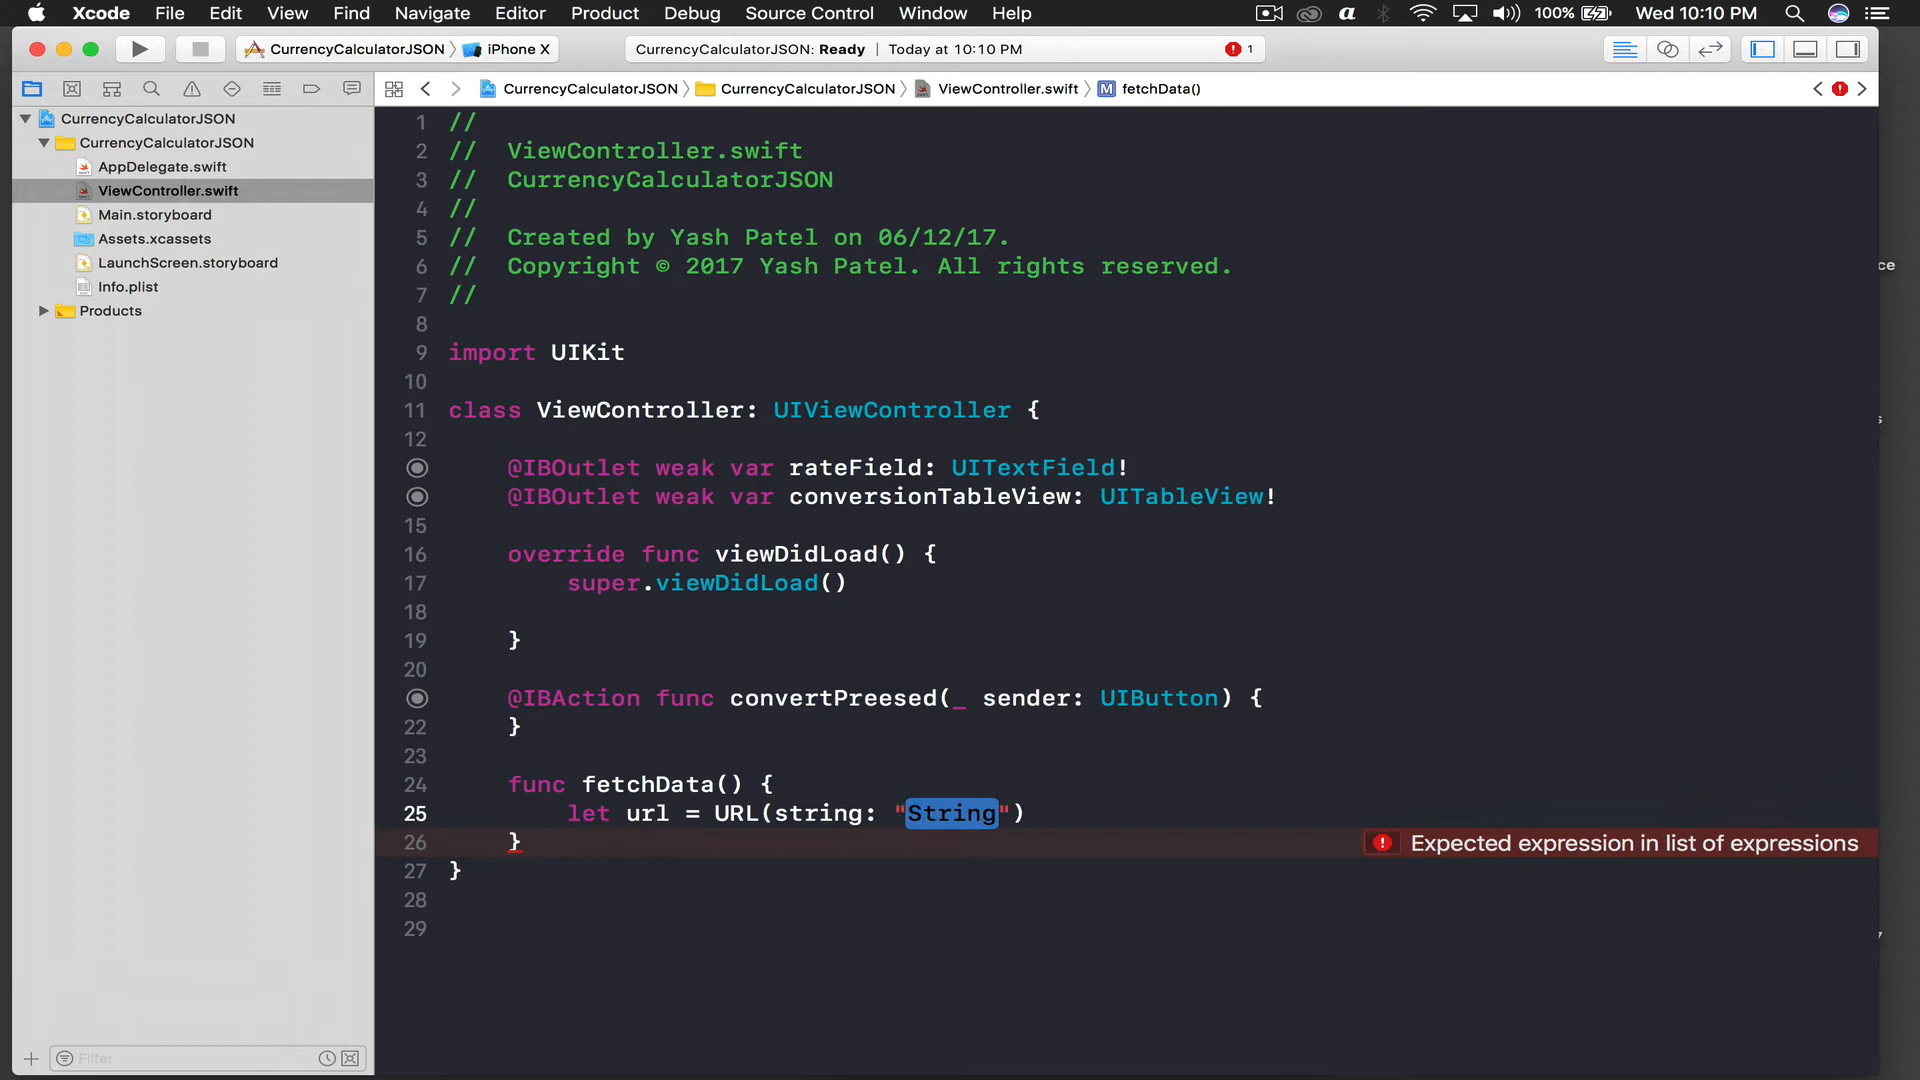 Xcode File Edit View Find Navigate Editor Product Debug Source Control Window Help 100% Wed 10:10 PM
CurrencyCalculatorJSON iPhone X CurrencyCalculatorJSON: Ready | Today at 10:10 PM 1
CurrencyCalculatorJSON CurrencyCalculatorJSON ViewController.swift M fetchData()
CurrencyCalculatorJSON
CurrencyCalculatorJSON
AppDelegate.swift
ViewController.swift
Main.storyboard
Assets.xcassets
LaunchScreen.storyboard
Info.plist
Products
Filter
1 //
2 //  ViewController.swift
3 //  CurrencyCalculatorJSON
4 //
5 //  Created by Yash Patel on 06/12/17.
6 //  Copyright © 2017 Yash Patel. All rights reserved.
7 //
8
9 import UIKit
10
11 class ViewController: UIViewController {
12
@IBOutlet weak var rateField: UITextField!
@IBOutlet weak var conversionTableView: UITableView!
15
16 override func viewDidLoad() {
17 super.viewDidLoad()
18
19 }
20
@IBAction func convertPreesed(_ sender: UIButton) {
22 }
23
24 func fetchData() {
25 let url = URL(string: "String")
26 } Expected expression in list of expressions
27 }
28
29
ce